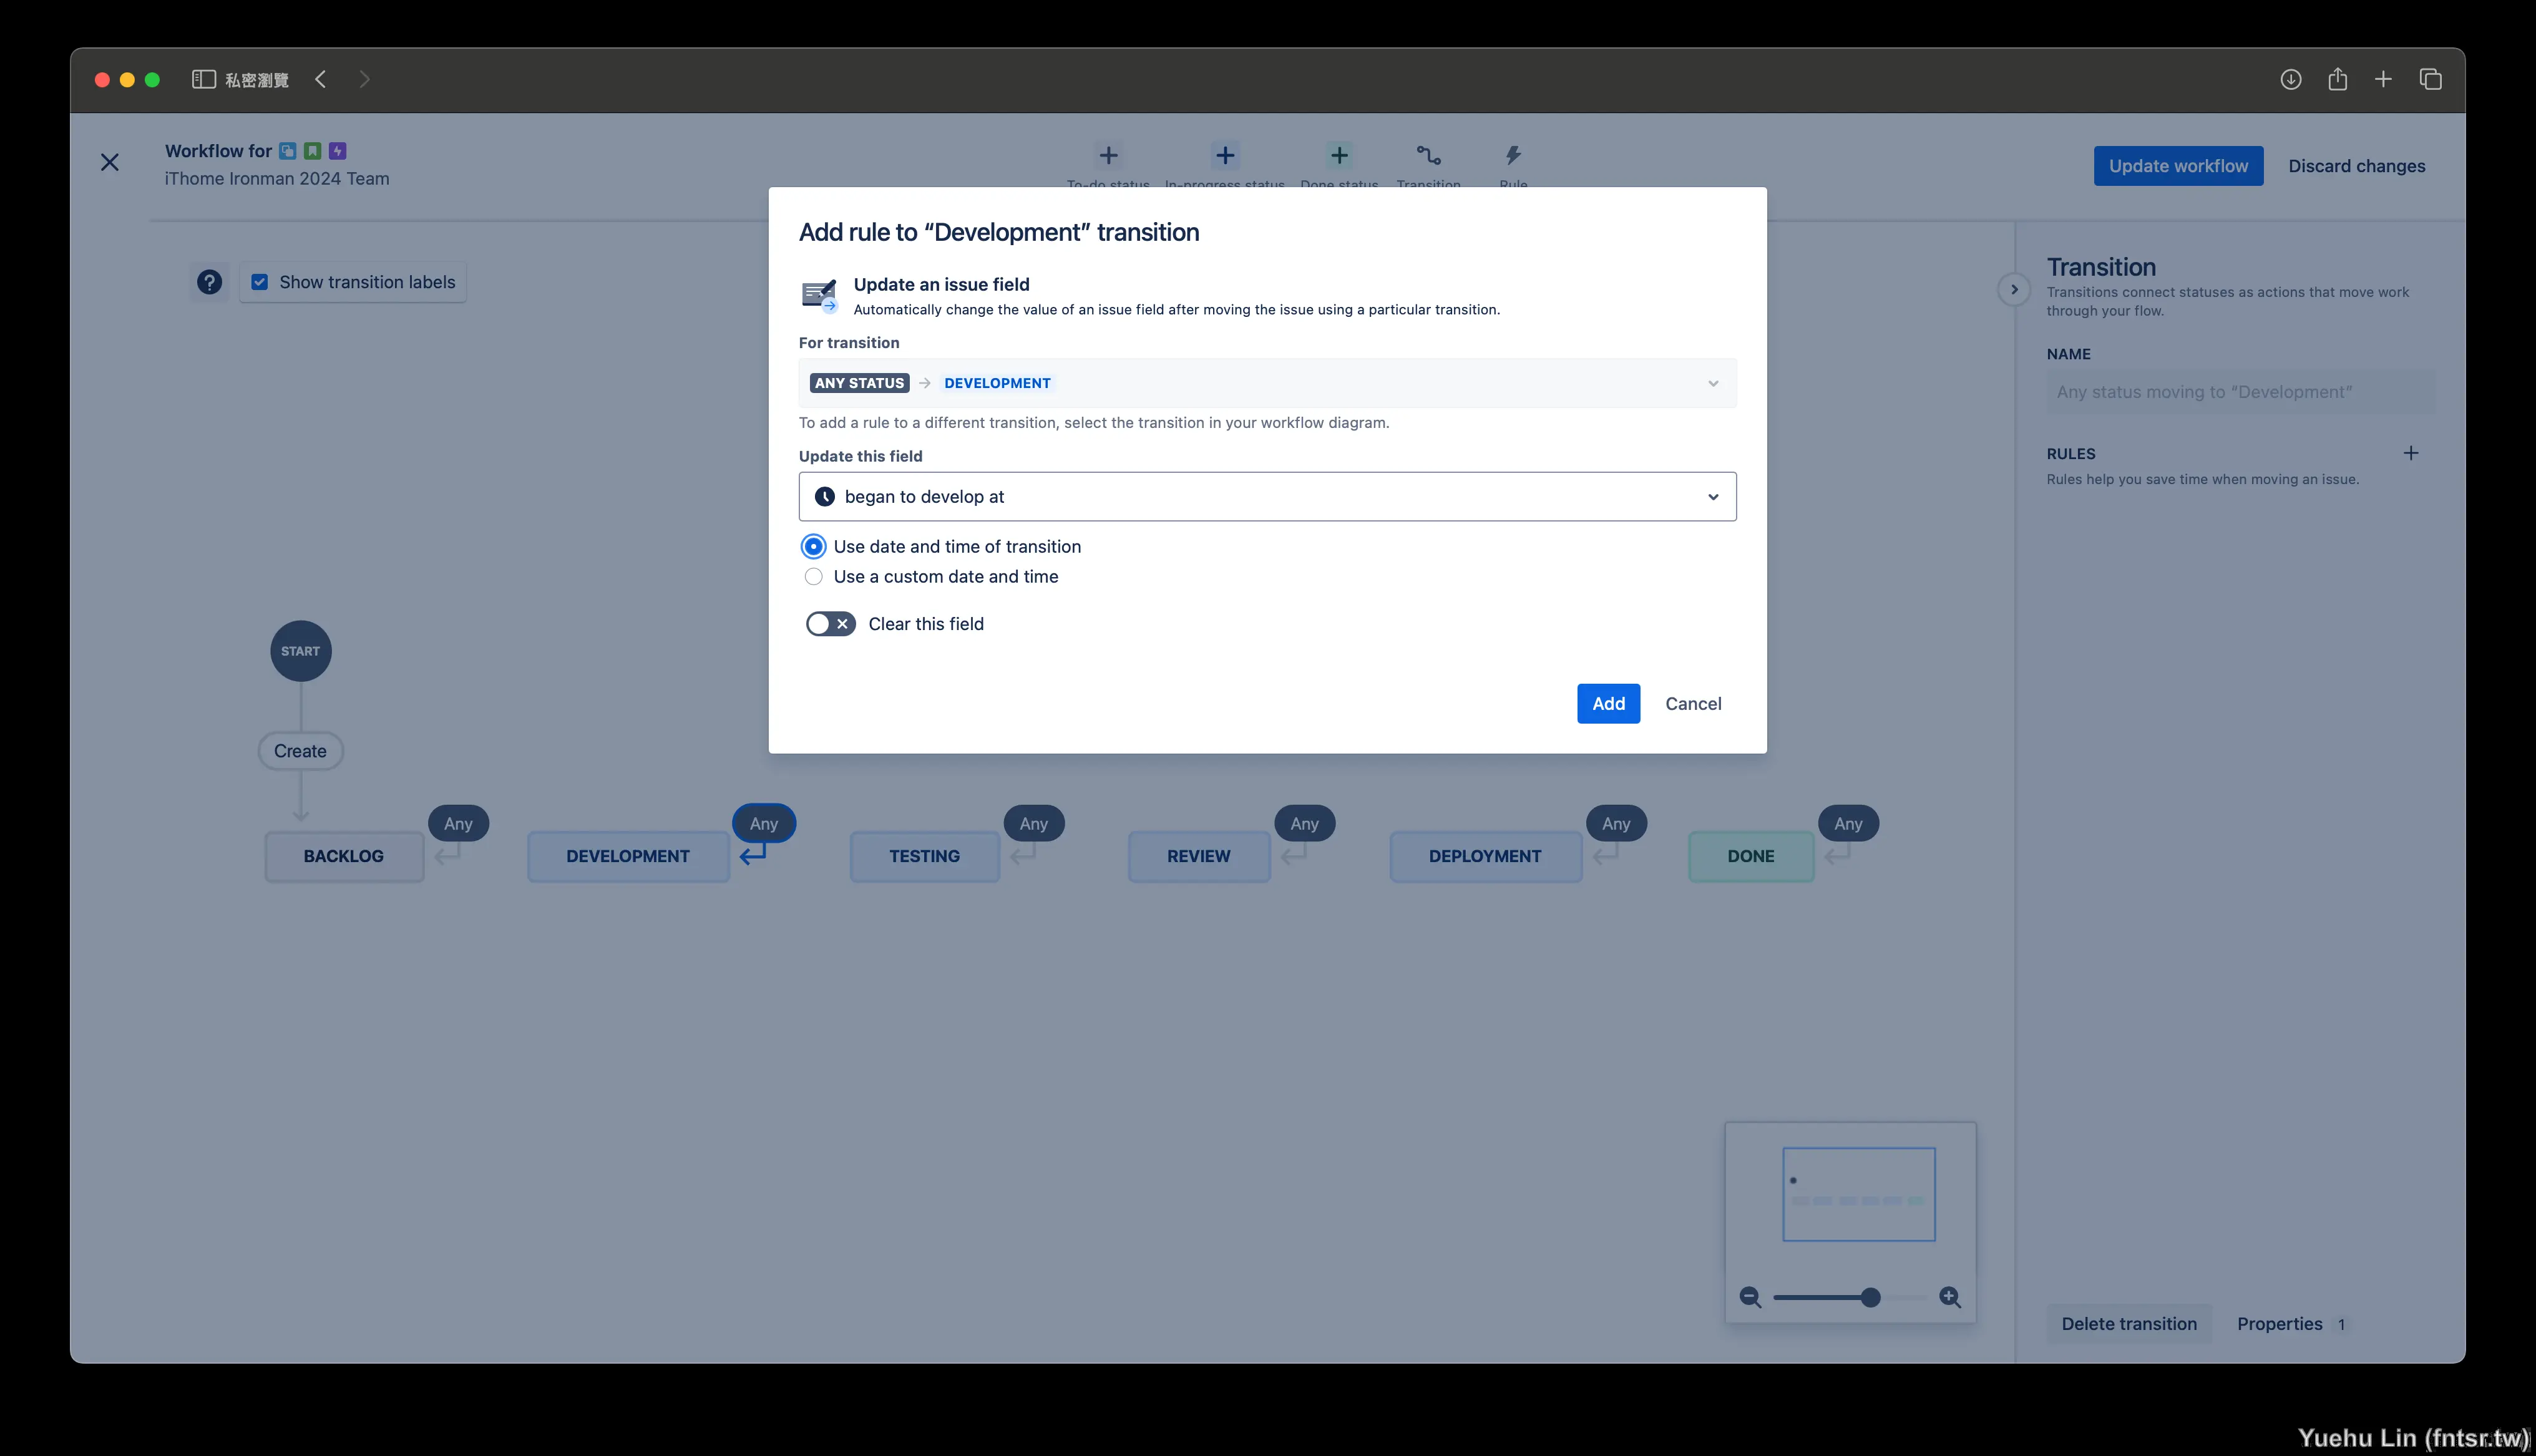 私密瀏覽
Workflow for
iThome Ironman 2024 Team
To-do status
In-progress status
Done status
Transition
Rule
Update workflow
Discard changes
Add rule to “Development” transition
Update an issue field
Automatically change the value of an issue field after moving the issue using a particular transition.
For transition
ANY STATUS → DEVELOPMENT
To add a rule to a different transition, select the transition in your workflow diagram.
Update this field
began to develop at
Use date and time of transition
Use a custom date and time
Clear this field
Add
Cancel
Show transition labels
START
Create
BACKLOG
Any
DEVELOPMENT
Any
TESTING
Any
REVIEW
Any
DEPLOYMENT
Any
DONE
Any
Transition
Transitions connect statuses as actions that move work
through your flow.
NAME
Any status moving to “Development”
RULES
Rules help you save time when moving an issue.
Delete transition
Properties 1
Yuehu Lin (fntsr.tw)